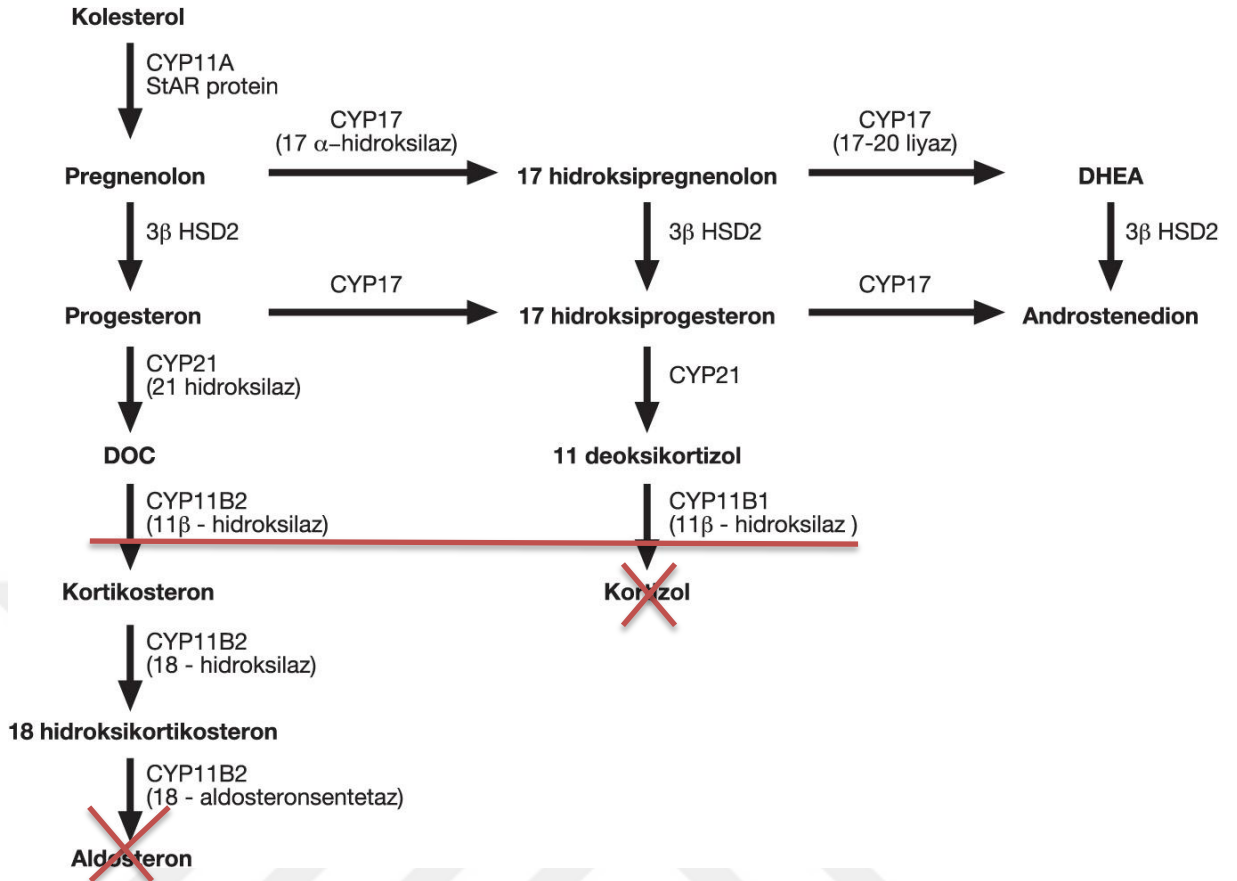 Kolesterol
CYP11A
StAR protein
CYP17
(17 α–hidroksilaz)
CYP17
(17-20 liyaz)
Pregnenolon
17 hidroksipregnenolon
DHEA
3β HSD2
3β HSD2
3β HSD2
CYP17
CYP17
Progesteron
17 hidroksiprogesteron
Androstenedion
CYP21
(21 hidroksilaz)
CYP21
DOC
11 deoksikortizol
CYP11B2
(11β - hidroksilaz)
CYP11B1
(11β - hidroksilaz )
Kortikosteron
Kortizol
CYP11B2
(18 - hidroksilaz)
18 hidroksikortikosteron
CYP11B2
(18 - aldosteronsentetaz)
Aldosteron